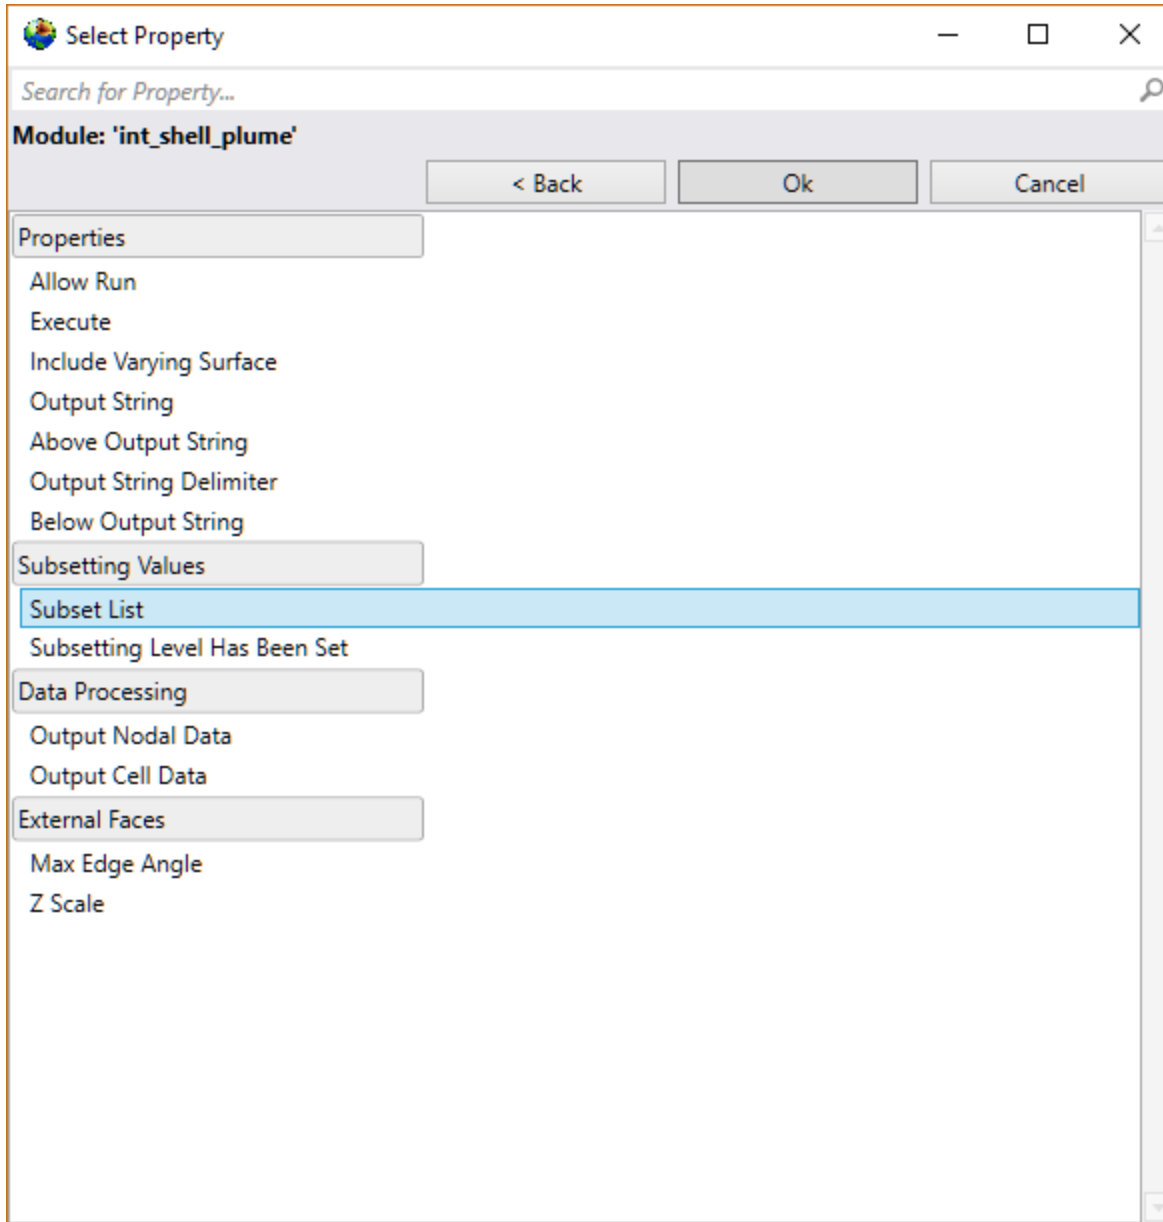 Select Property
Search for Property...
Module: 'int_shell_plume'
< Back Ok Cancel
Properties
Allow Run
Execute
Include Varying Surface
Output String
Above Output String
Output String Delimiter
Below Output String
Subsetting Values
Subset List
Subsetting Level Has Been Set
Data Processing
Output Nodal Data
Output Cell Data
External Faces
Max Edge Angle
Z Scale